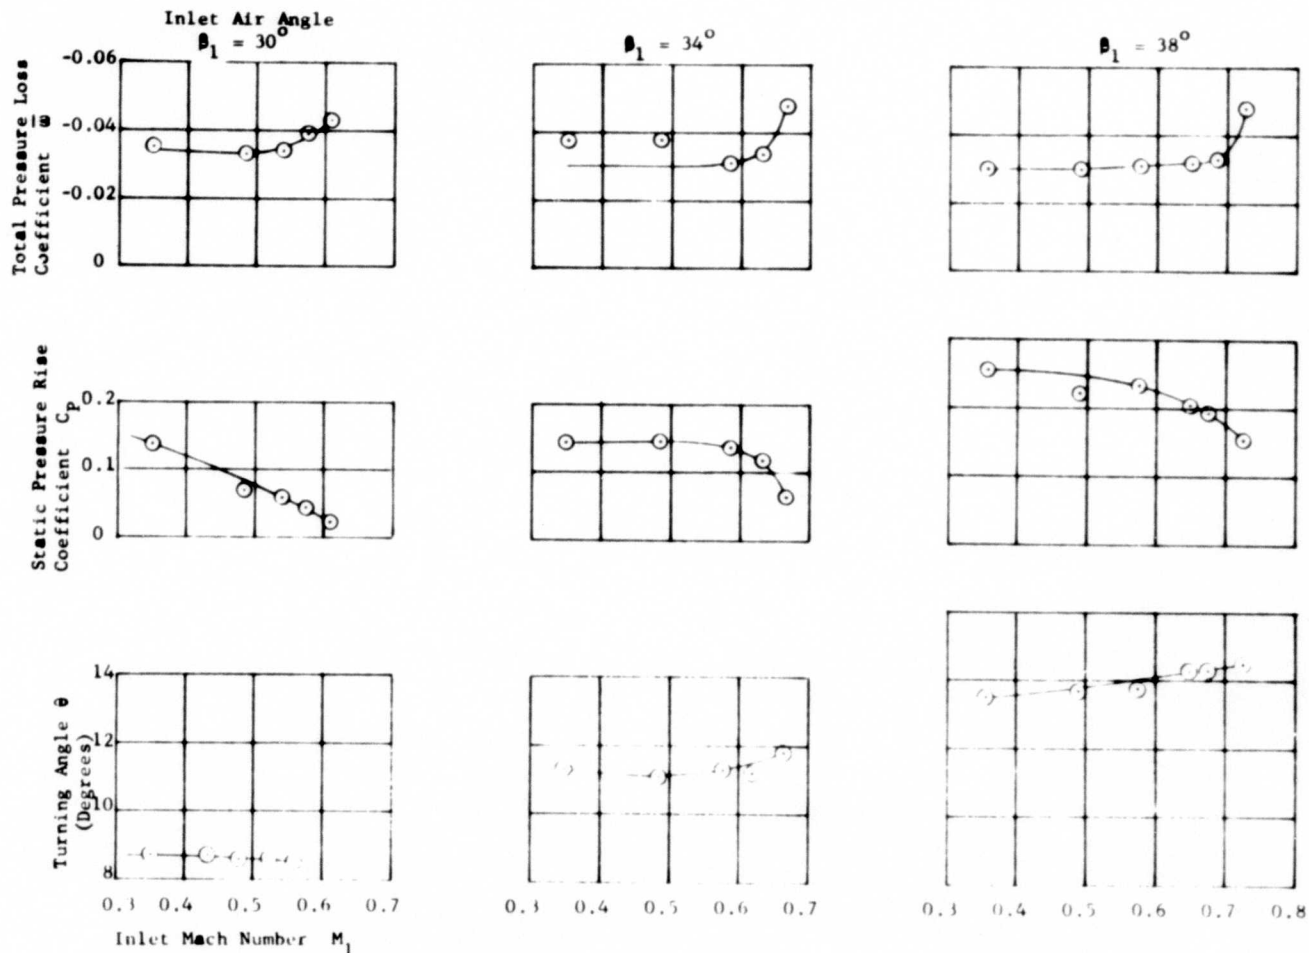 Inlet Air Angle
β₁ = 30° β₁ = 34° β₁ = 38°
Total Pressure Loss
Coefficient ω̄
-0.06
-0.04
-0.02
0
Static Pressure Rise
Coefficient Cₚ
0.2
0.1
0
Turning Angle θ
(Degrees)
14
12
10
8
0.3 0.4 0.5 0.6 0.7 0.3 0.4 0.5 0.6 0.7 0.3 0.4 0.5 0.6 0.7 0.8
Inlet Mach Number M₁